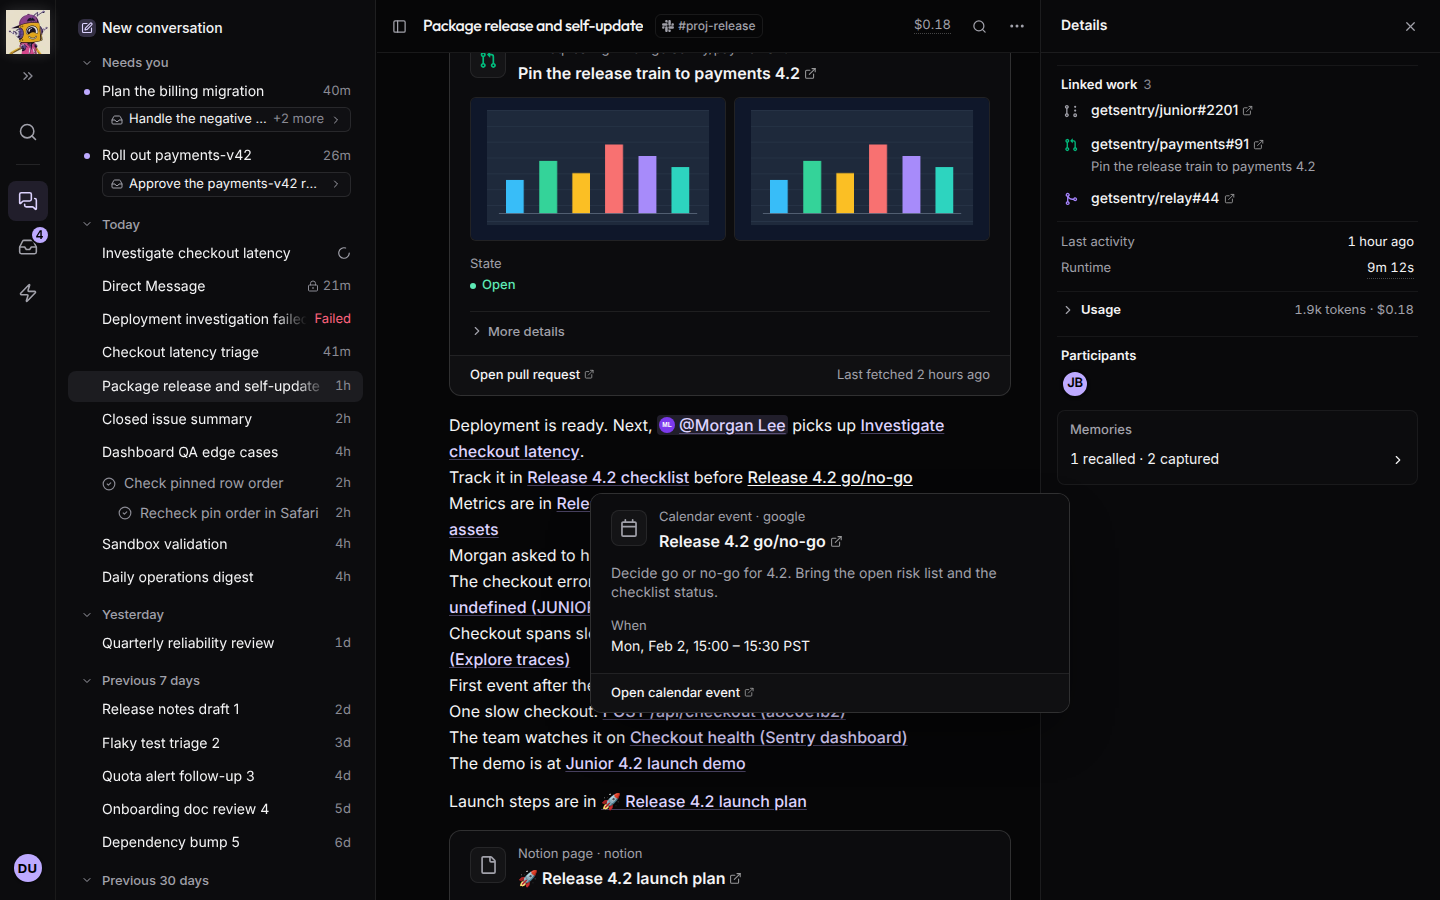 New conversation
Needs you
Plan the billing migration 40m
Handle the negative ... +2 more
Roll out payments-v42 26m
Approve the payments-v42 r...
Today
4
Investigate checkout latency
Direct Message 21m
Deployment investigation failed Failed
Checkout latency triage 41m
Package release and self-update 1h
Closed issue summary 2h
Dashboard QA edge cases 4h
Check pinned row order 2h
Recheck pin order in Safari 2h
Sandbox validation 4h
Daily operations digest 4h
Yesterday
Quarterly reliability review 1d
Previous 7 days
Release notes draft 1 2d
Flaky test triage 2 3d
Quota alert follow-up 3 4d
Onboarding doc review 4 5d
Dependency bump 5 6d
Previous 30 days
DU
Package release and self-update #proj-release $0.18
Pin the release train to payments 4.2
State
Open
More details
Open pull request Last fetched 2 hours ago
Deployment is ready. Next, ML @Morgan Lee picks up Investigate
checkout latency.
Track it in Release 4.2 checklist before Release 4.2 go/no-go
Metrics are in Rele
assets
Morgan asked to h
The checkout error
undefined (JUNIOR
Checkout spans slo
(Explore traces)
First event after the
One slow checkout: POST /api/checkout (a8c0e1b2)
The team watches it on Checkout health (Sentry dashboard)
The demo is at Junior 4.2 launch demo
Launch steps are in 🚀 Release 4.2 launch plan
Notion page · notion
🚀 Release 4.2 launch plan
Calendar event · google
Release 4.2 go/no-go
Decide go or no-go for 4.2. Bring the open risk list and the
checklist status.
When
Mon, Feb 2, 15:00 – 15:30 PST
Open calendar event
Details
Linked work 3
getsentry/junior#2201
getsentry/payments#91
Pin the release train to payments 4.2
getsentry/relay#44
Last activity 1 hour ago
Runtime 9m 12s
Usage 1.9k tokens · $0.18
Participants
JB
Memories
1 recalled · 2 captured